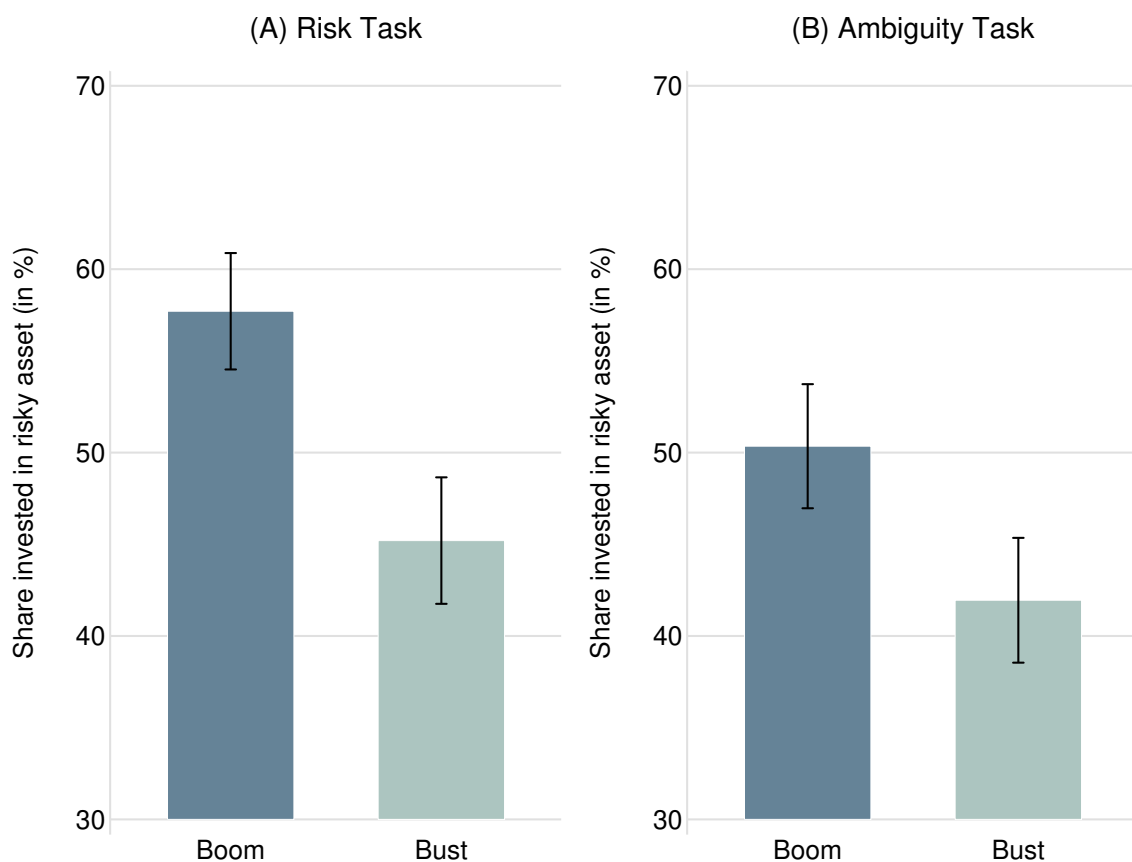 (A) Risk Task
Share invested in risky asset (in %)
70
60
50
40
30
Boom
Bust
(B) Ambiguity Task
Share invested in risky asset (in %)
70
60
50
40
30
Boom
Bust